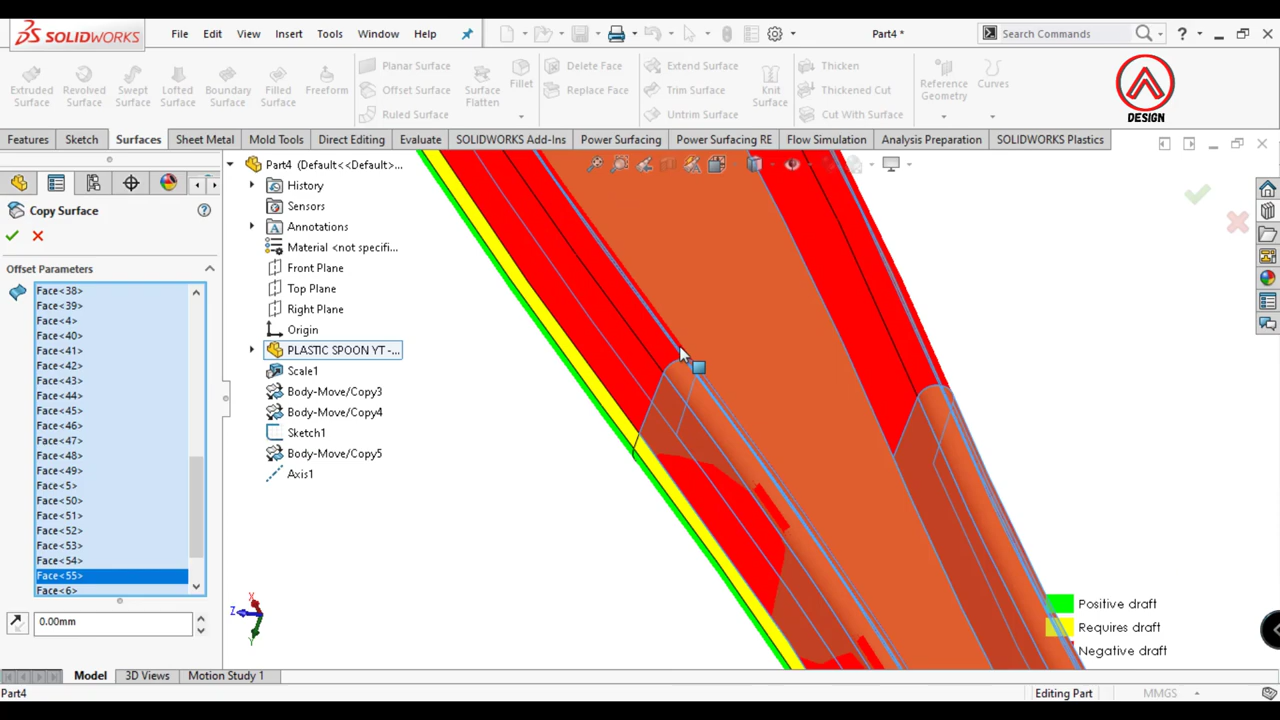 SOLIDWORKS File Edit View Insert Tools Window Help Part4 * Search Commands ?
Extruded Surface
Revolved Surface
Swept Surface
Lofted Surface
Boundary Surface
Filled Surface
Freeform
Planar Surface
Offset Surface
Ruled Surface
Surface Flatten
Fillet
Delete Face
Replace Face
Extend Surface
Trim Surface
Untrim Surface
Knit Surface
Thicken
Thickened Cut
Cut With Surface
Reference Geometry
Curves
DESIGN
Features Sketch Surfaces Sheet Metal Mold Tools Direct Editing Evaluate SOLIDWORKS Add-Ins Power Surfacing Power Surfacing RE Flow Simulation Analysis Preparation SOLIDWORKS Plastics
Copy Surface ?
Offset Parameters
Face<38>
Face<39>
Face<4>
Face<40>
Face<41>
Face<42>
Face<43>
Face<44>
Face<45>
Face<46>
Face<47>
Face<48>
Face<49>
Face<5>
Face<50>
Face<51>
Face<52>
Face<53>
Face<54>
Face<55>
Face<6>
0.00mm
Part4 (Default<<Default>...
History
Sensors
Annotations
Material <not specifi...
Front Plane
Top Plane
Right Plane
Origin
PLASTIC SPOON YT -...
Scale1
Body-Move/Copy3
Body-Move/Copy4
Sketch1
Body-Move/Copy5
Axis1
X
Z
Y
Positive draft
Requires draft
Negative draft
Model 3D Views Motion Study 1
Part4 Editing Part MMGS